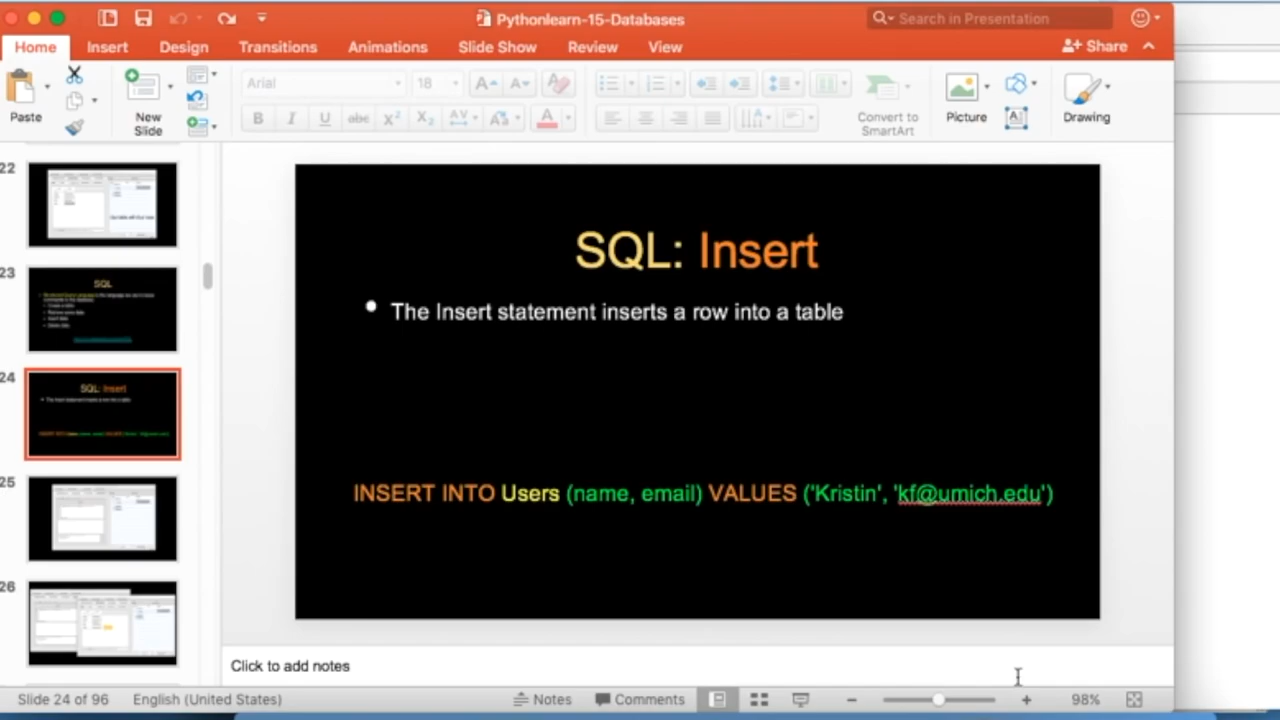 Pythonlearn-15-Databases
Search in Presentation
Home Insert Design Transitions Animations Slide Show Review View Share
Paste
New Slide
Arial 18
Convert to SmartArt
Picture
Drawing
22
23
SQL
24
SQL: Insert
25
26
SQL: Insert
• The Insert statement inserts a row into a table
INSERT INTO Users (name, email) VALUES ('Kristin', 'kf@umich.edu')
Click to add notes
Slide 24 of 96 English (United States) Notes Comments 98%